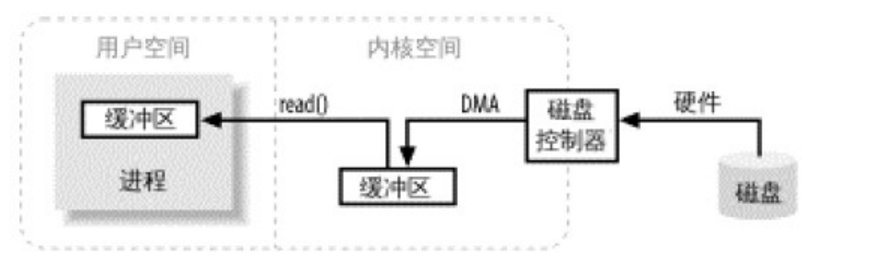 用户空间
内核空间
缓冲区
进程
read()
缓冲区
DMA
磁盘
控制器
硬件
磁盘